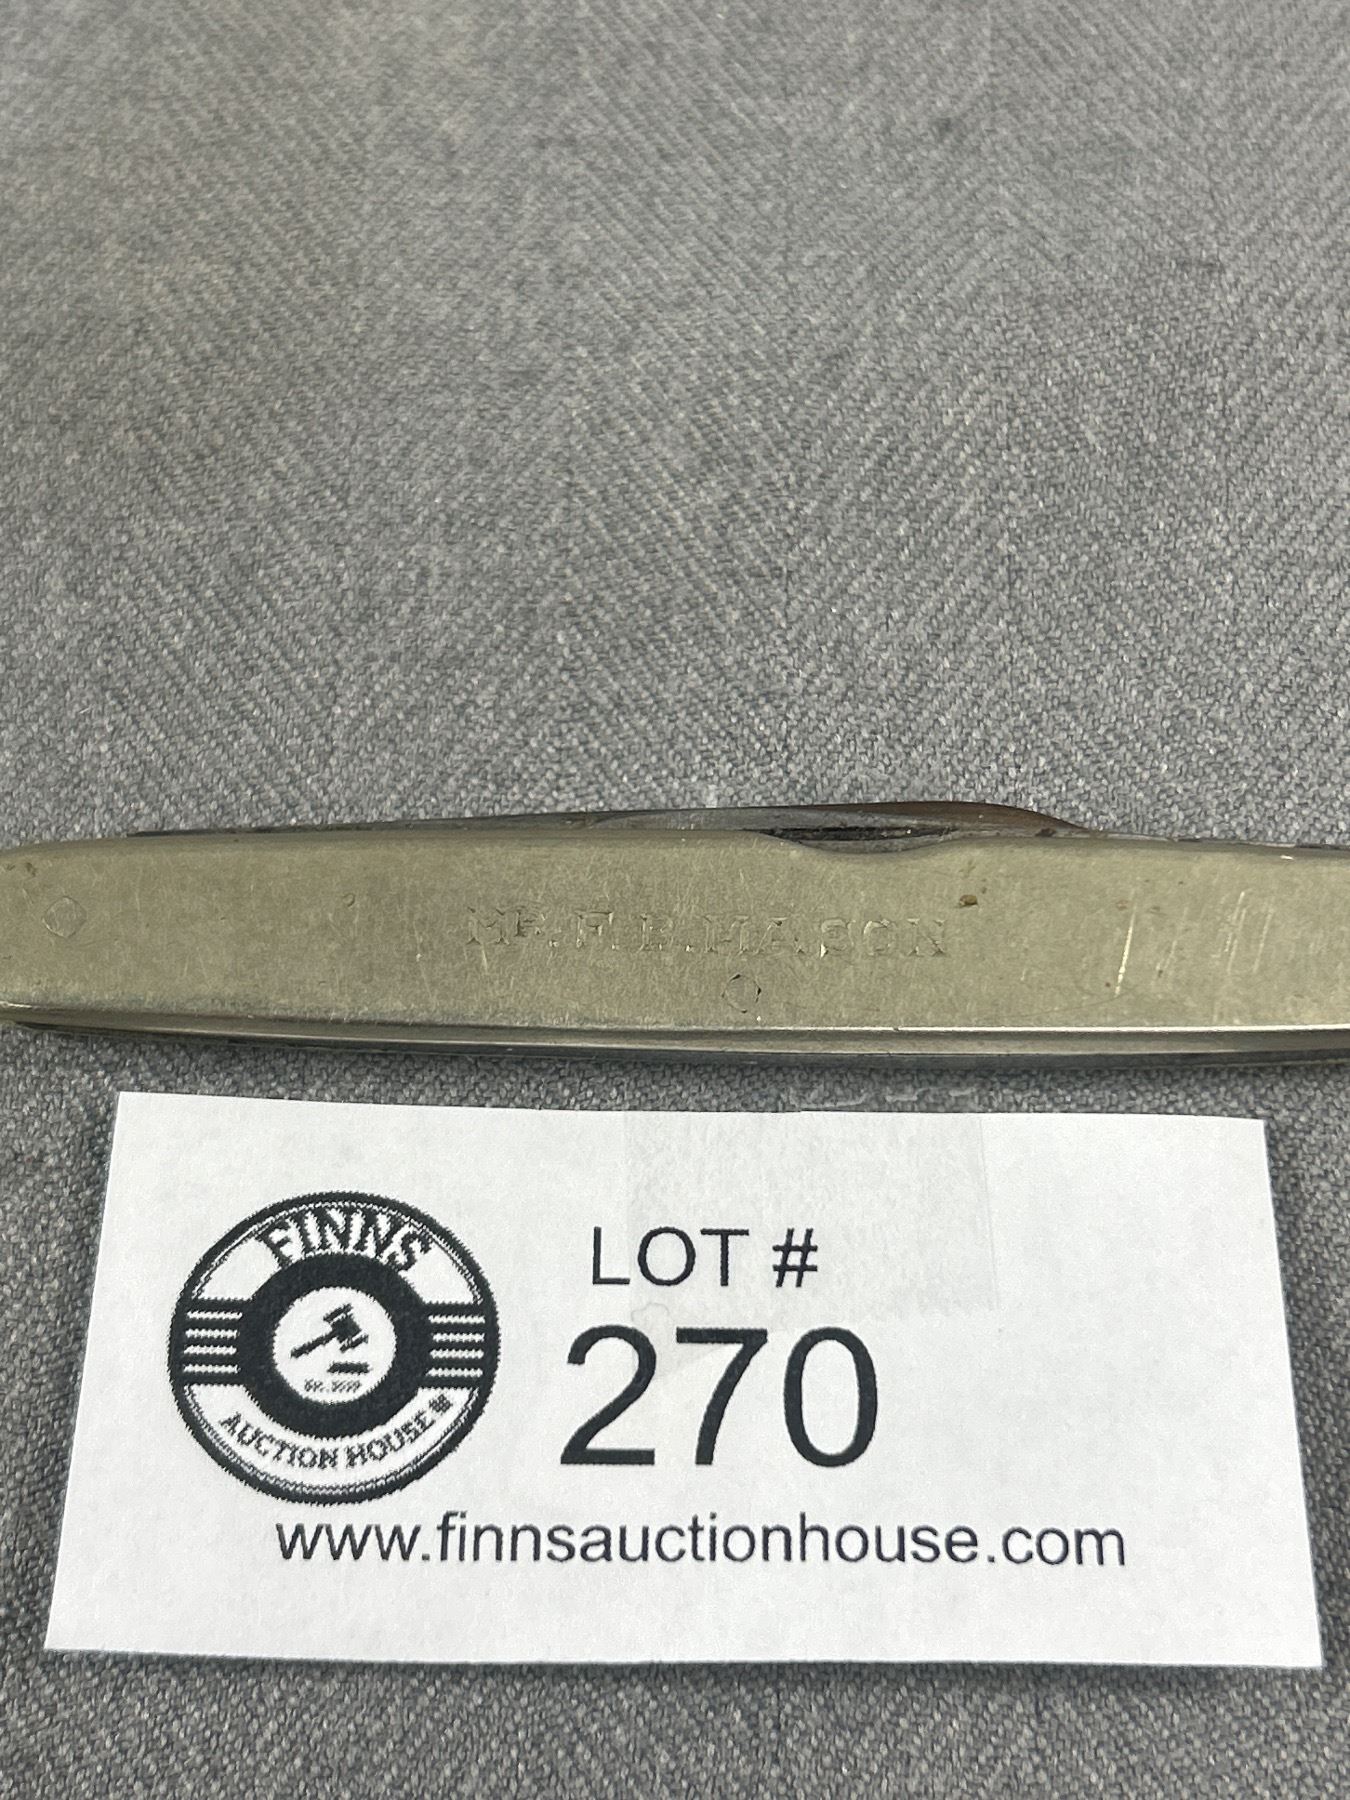 Mr. F. B. MASON
FINNS
AUCTION HOUSE
LOT #
270
www.finnsauctionhouse.com